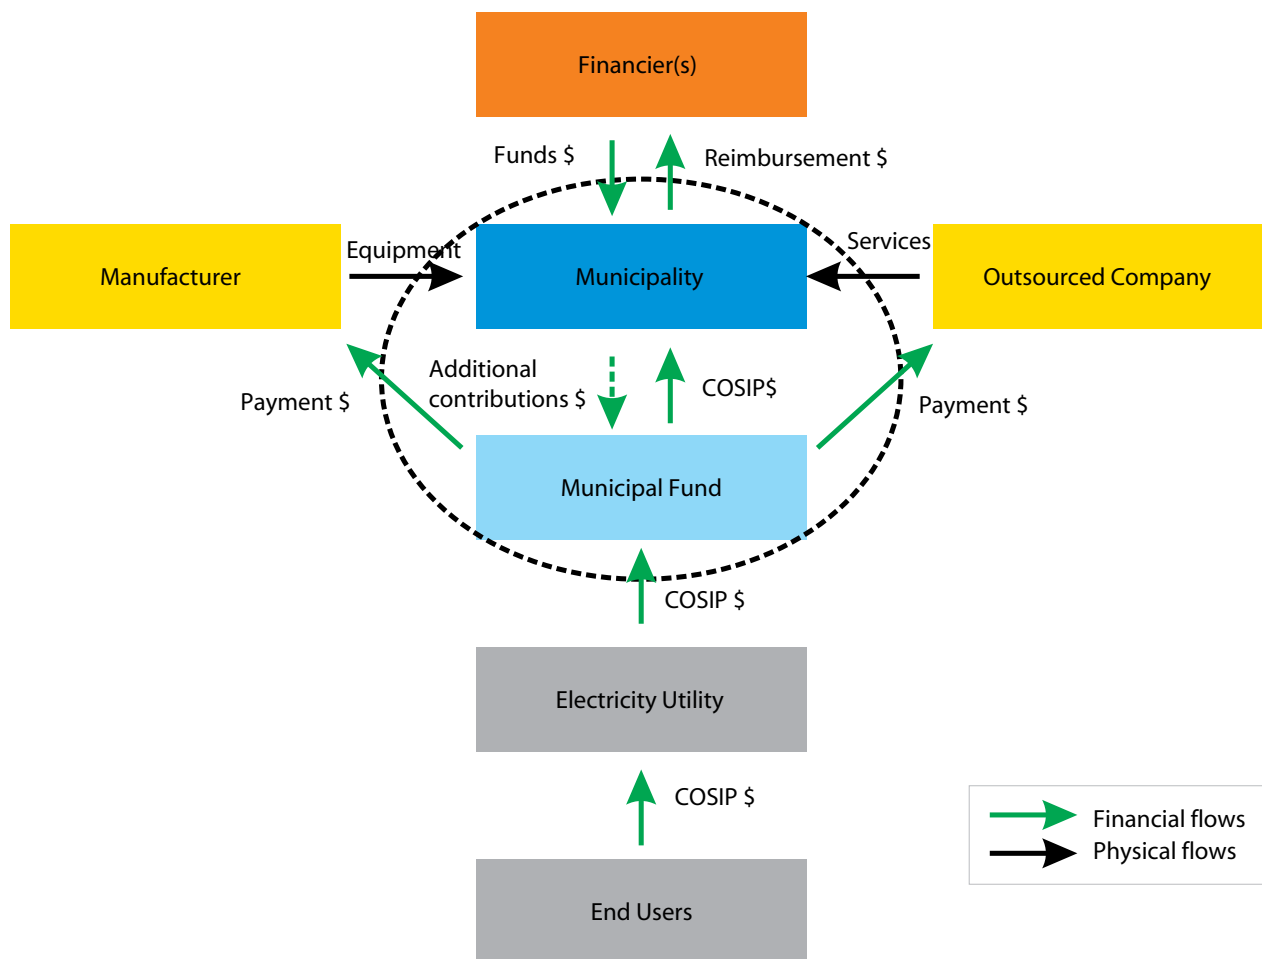 Financier(s)
Funds $
Reimbursement $
Manufacturer
Equipment
Municipality
Services
Outsourced Company
Payment $
Additional
contributions $
COSIP$
Payment $
Municipal Fund
COSIP $
Electricity Utility
COSIP $
End Users
Financial flows
Physical flows